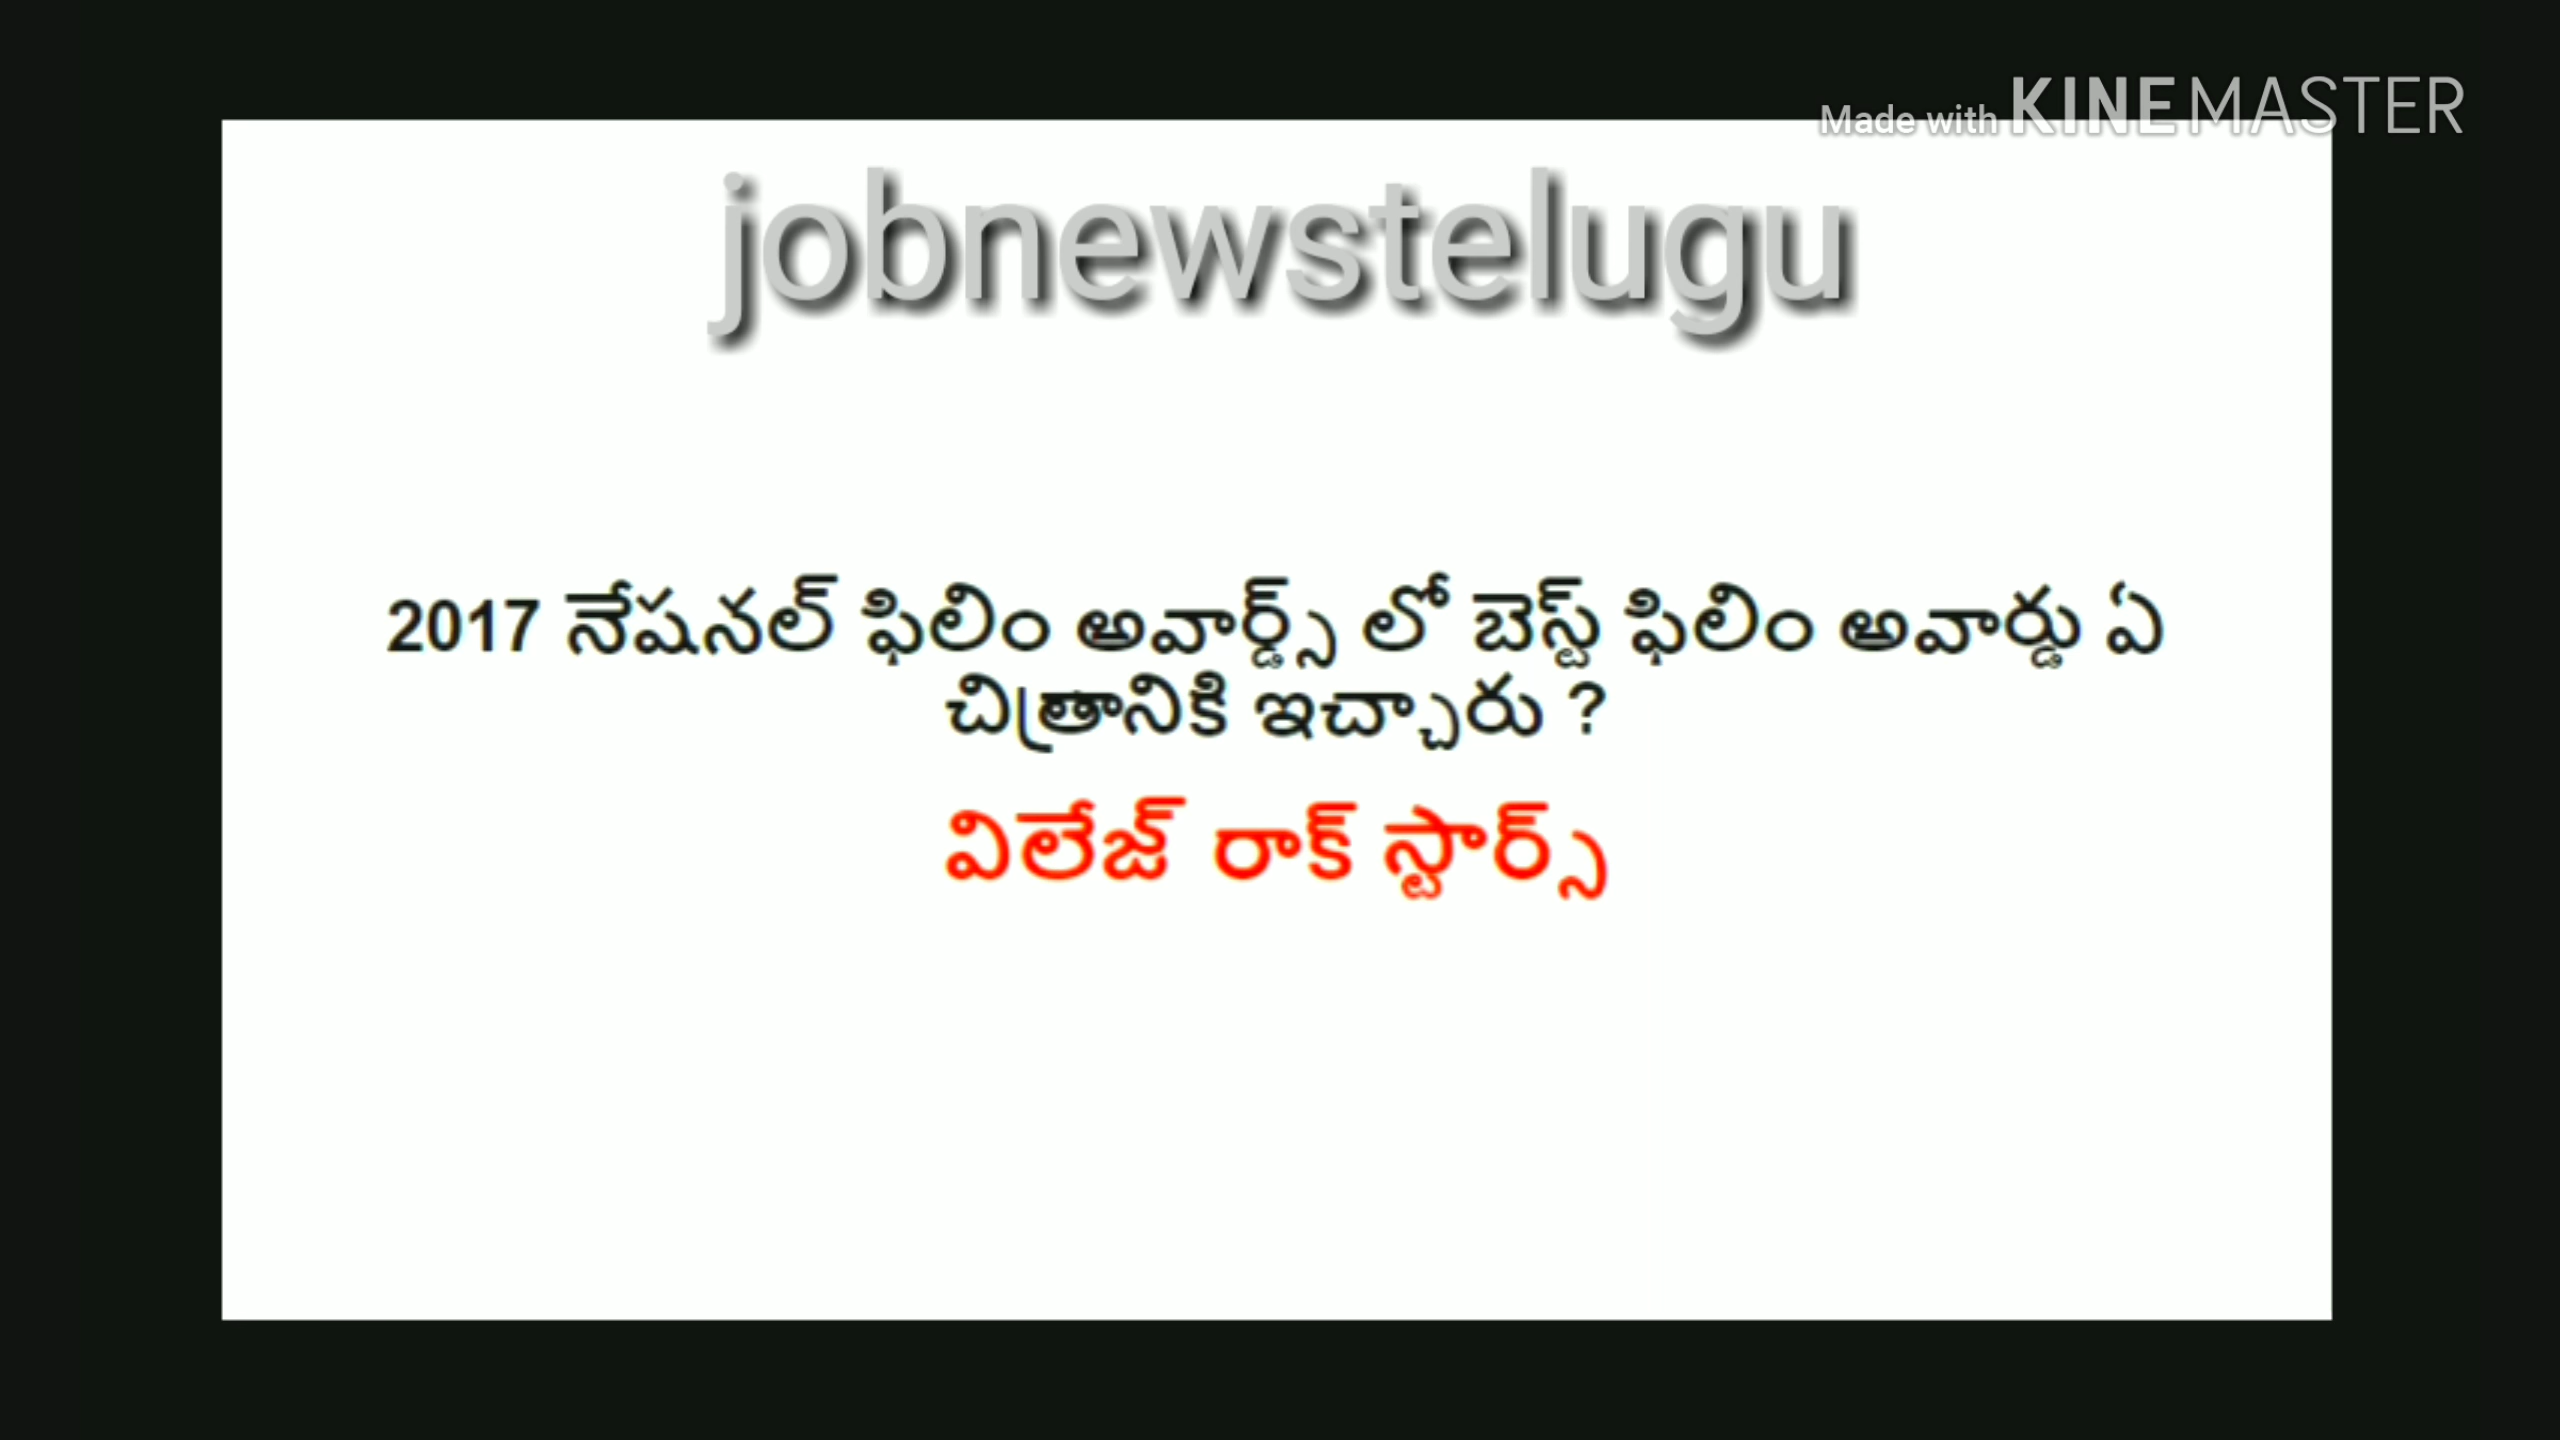 Made with KINEMASTER
jobnewstelugu
2017 నేషనల్ ఫిలిం అవార్డ్స్ లో బెస్ట్ ఫిలిం అవార్డు ఏ
చిత్రానికి ఇచ్చారు ?
విలేజ్ రాక్ స్టార్స్